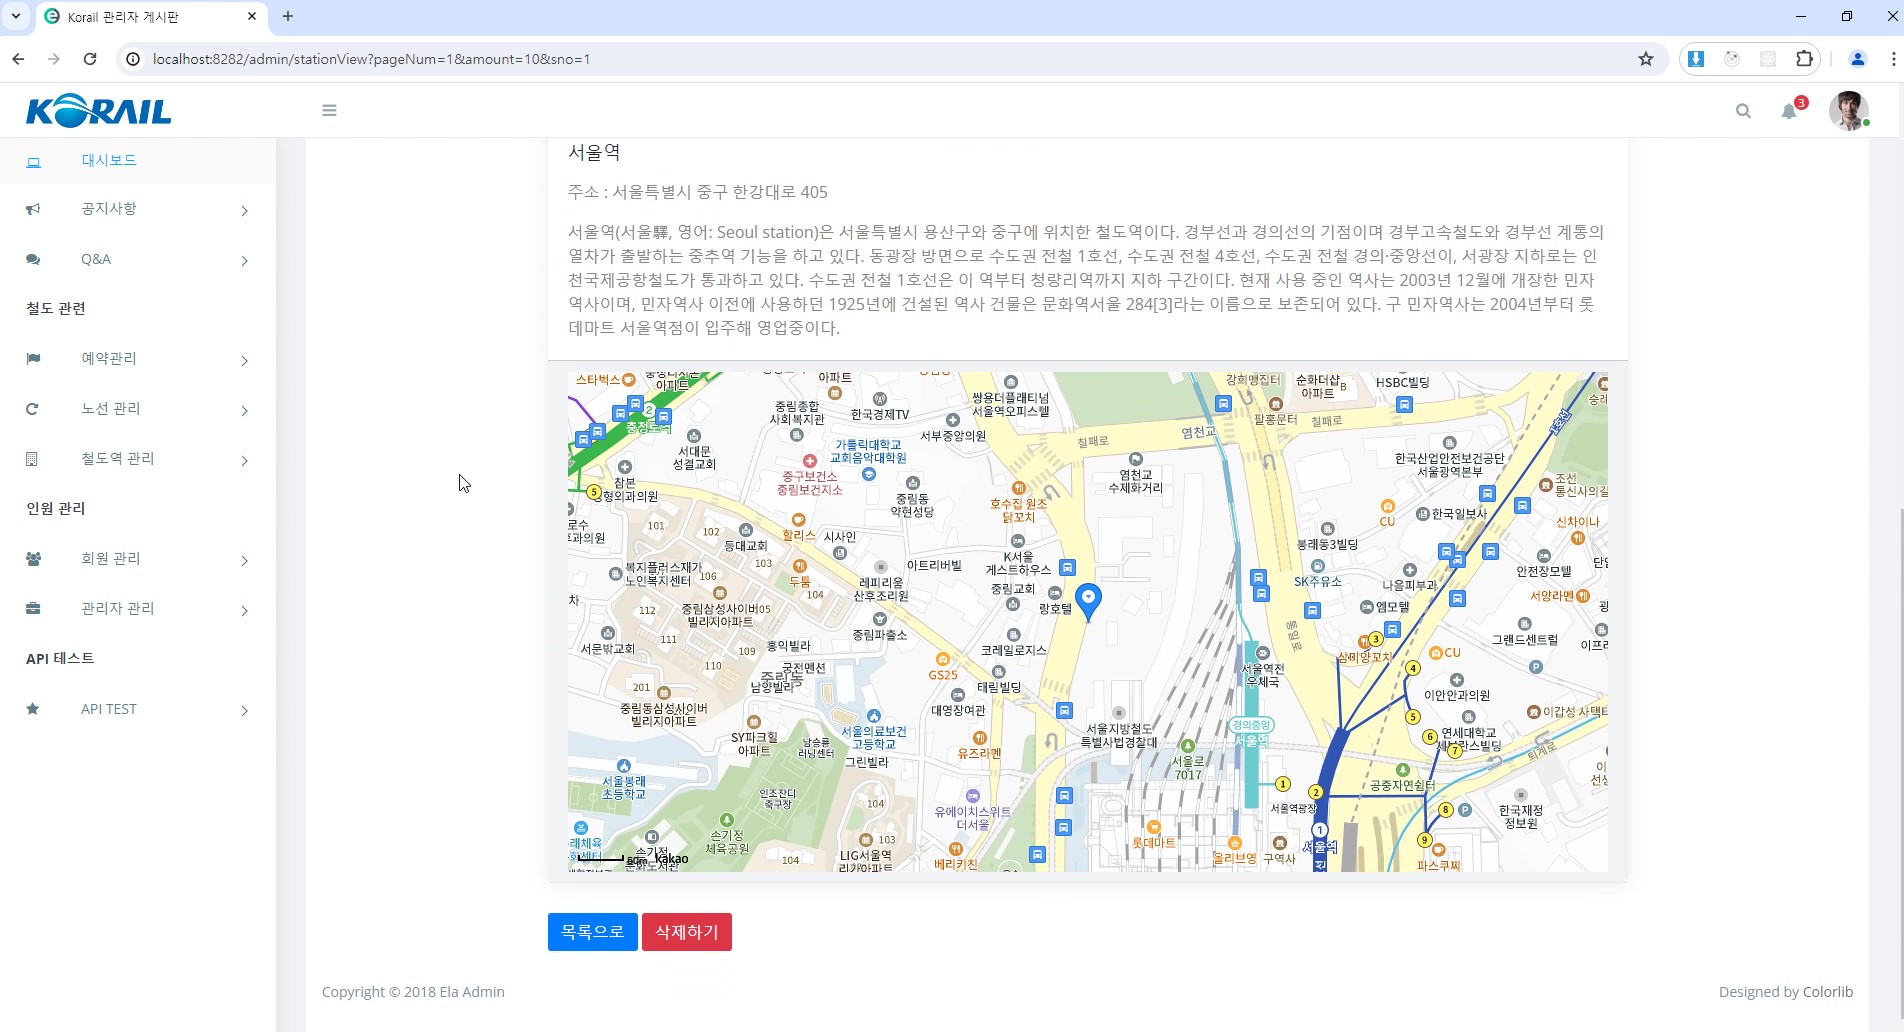 Korail 관리자 게시판
localhost:8282/admin/stationView?pageNum=1&amount=10&sno=1
KORAIL
3
대시보드
공지사항
Q&A
철도 관련
예약관리
노선 관리
철도역 관리
인원 관리
회원 관리
관리자 관리
API 테스트
API TEST
서울역
주소 : 서울특별시 중구 한강대로 405
서울역(서울驛, 영어: Seoul station)은 서울특별시 용산구와 중구에 위치한 철도역이다. 경부선과 경의선의 기점이며 경부고속철도와 경부선 계통의
열차가 출발하는 중추역 기능을 하고 있다. 동광장 방면으로 수도권 전철 1호선, 수도권 전철 4호선, 수도권 전철 경의·중앙선이, 서광장 지하로는 인
천국제공항철도가 통과하고 있다. 수도권 전철 1호선은 이 역부터 청량리역까지 지하 구간이다. 현재 사용 중인 역사는 2003년 12월에 개장한 민자
역사이며, 민자역사 이전에 사용하던 1925년에 건설된 역사 건물은 문화역서울 284[3]라는 이름으로 보존되어 있다. 구 민자역사는 2004년부터 롯
데마트 서울역점이 입주해 영업중이다.
스타벅스
아파트
아파트
한국경제TV
쌍용더플래티넘
서울역오피스텔
강희맹집터
순화더샵
아파트
B
HSBC빌딩
2
충정로역
중림종합
사회복지관
서부중앙의원
칠패로
염천교
팔홍문터
칠패로
1호선
서대문
성결교회
가톨릭대학교
교회음악대학원
중구보건소
중림보건지소
염천교
수제화거리
한국산업안전보건공단
서울광역본부
조선
통신사의길
5
참본
정형외과의원
중림동
약현성당
호수집 원조
닭꼬치
CU
한국일보사
신차이나
101
102
등대교회
할리스
시사인
봉래동3빌딩
103
K서울
게스트하우스
아트리버빌
복지플러스재가
노인복지센터
106
두툼
104
레피리움
산후조리원
중림교회
랑호텔
SK주유소
나음피부과
안전장모텔
서양라멘
112
중림삼성사이버
빌리지아파트
105
중림파출소
엠모텔
그랜드센트럴
111
서문밖교회
홍익빌라
코레일로지스
통일로
3
삼미양꼬치
CU
110
109
궁전맨션
중림동
남양빌라
GS25
태림빌딩
서울역전
우체국
4
P
이안안과의원
201
중림동삼성사이버
빌리지아파트
대영장여관
서울지방철도
특별사법경찰대
경의중앙
서울역
5
이갑성 사택터
SY파크힐
아파트
남승룡
러닝센터
서울의료보건
고등학교
그린빌라
유즈라멘
서울로
7017
6
7
연세대학교
세브란스빌딩
퇴계로
서울봉래
초등학교
인조잔디
축구장
104
유에이치스위트
더서울
1
2
서울역광장
공중자연쉼터
8
P
한국재정
정보원
손기정
체육공원
103
104
LIG서울역
리가아파트
베리키친
롯데마트
올리브영
구역사
1
서울역
9
파스쿠찌
50m
kakao
목록으로
삭제하기
Copyright © 2018 Ela Admin
Designed by Colorlib